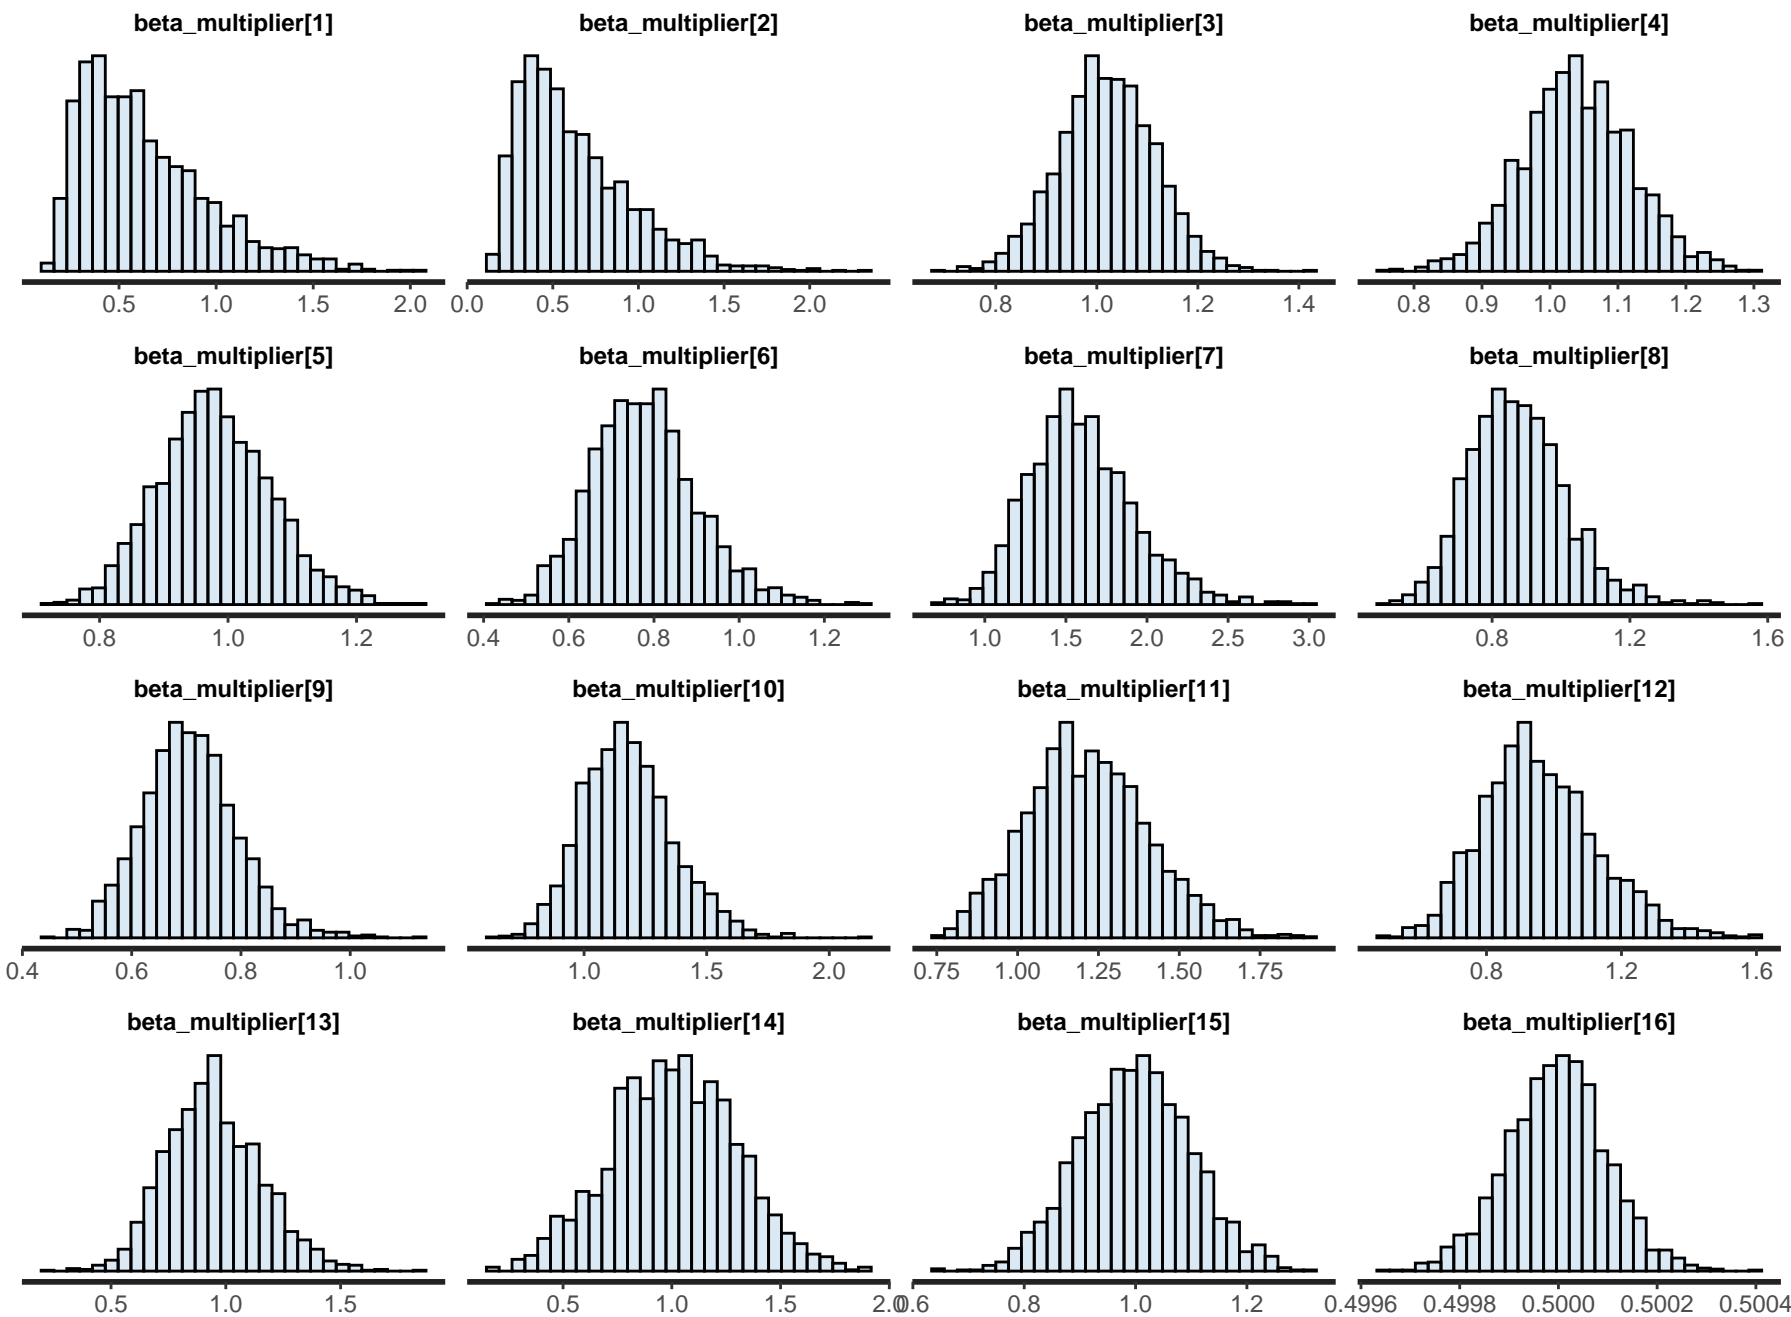 beta_multiplier[1] beta_multiplier[2] beta_multiplier[3] beta_multiplier[4]
0.5 1.0 1.5 2.0 0.0 0.5 1.0 1.5 2.0 0.8 1.0 1.2 1.4 0.8 0.9 1.0 1.1 1.2 1.3
beta_multiplier[5] beta_multiplier[6] beta_multiplier[7] beta_multiplier[8]
0.8 1.0 1.2 0.4 0.6 0.8 1.0 1.2 1.0 1.5 2.0 2.5 3.0 0.8 1.2 1.6
beta_multiplier[9] beta_multiplier[10] beta_multiplier[11] beta_multiplier[12]
0.4 0.6 0.8 1.0 1.0 1.5 2.0 0.75 1.00 1.25 1.50 1.75 0.8 1.2 1.6
beta_multiplier[13] beta_multiplier[14] beta_multiplier[15] beta_multiplier[16]
0.5 1.0 1.5 0.5 1.0 1.5 2.0 0.6 0.8 1.0 1.2 0.4996 0.4998 0.5000 0.5002 0.5004